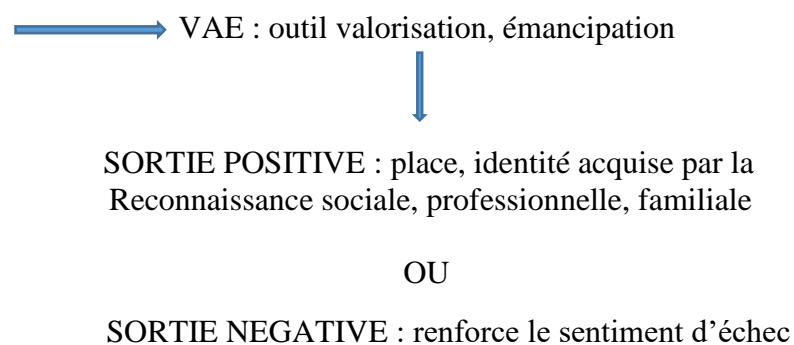 VAE : outil valorisation, émancipation
SORTIE POSITIVE : place, identité acquise par la
Reconnaissance sociale, professionnelle, familiale
OU
SORTIE NEGATIVE : renforce le sentiment d’échec